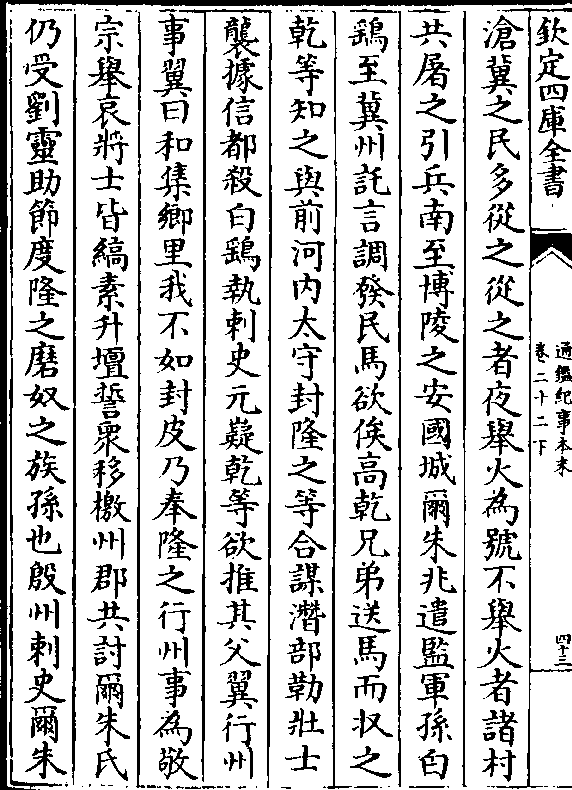 欽定四庫全書
通鑑紀事本末
卷二十二下
四十三
滄冀之民多從之從之者夜舉火為號不舉火者諸村
共屠之引兵南至博陵之安國城爾朱兆遣監軍孫白
鷂至冀州託言調發民馬欲俟高乾兄弟送馬而收之
乾等知之與前河内太守封隆之等合謀潛部勒壯士
襲據信都殺白鷂執刺史元嶷乾等欲推其父翼行州
事翼曰和集鄉里我不如封皮乃奉隆之行州事為敬
宗舉哀將士皆縞素升壇誓衆移檄州郡共討爾朱氏
仍受劉靈助節度隆之磨奴之族孫也殷州刺史爾朱